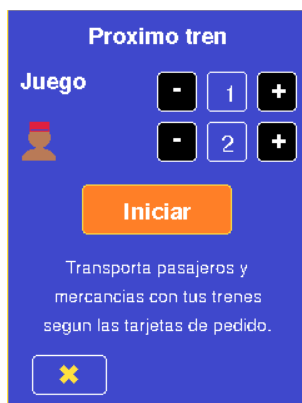 Proximo tren
Juego - 1 +
- 2 +
Iniciar
Transporta pasajeros y
mercancias con tus trenes
segun las tarjetas de pedido.